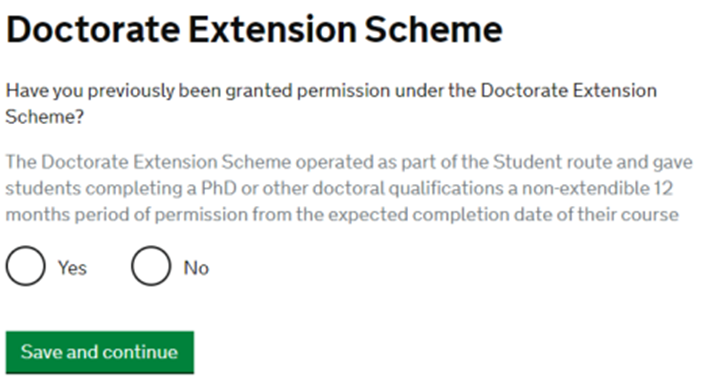 Doctorate Extension Scheme
Have you previously been granted permission under the Doctorate Extension
Scheme?
The Doctorate Extension Scheme operated as part of the Student route and gave
students completing a PhD or other doctoral qualifications a non-extendible 12
months period of permission from the expected completion date of their course
Yes No
Save and continue